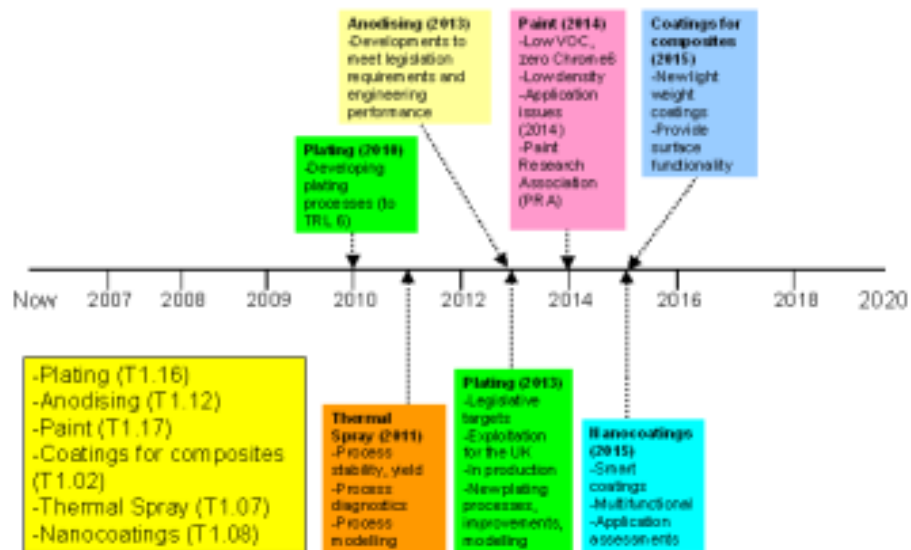 Anodising (2013)
-Developments to
meet legislation
requirements and
engineering
performance
Paint (2014)
-Low VOC,
zero Chrome6
-Low density
-Application
issues
(2014)
-Paint
Research
Association
(PRA)
Coatings for
composites
(2015)
-New light
weight
coatings
-Provide
surface
functionality
Plating (2010)
-Developing
plating
processes (to
TRL 6)
Now 2007 2008 2009 2010 2012 2014 2016 2018 2020
-Plating (T1.16)
-Anodising (T1.12)
-Paint (T1.17)
-Coatings for composites
(T1.02)
-Thermal Spray (T1.07)
-Nanocoatings (T1.08)
Thermal
Spray (2011)
-Process
stability, yield
-Process
diagnostics
-Process
modelling
Plating (2013)
-Legislative
targets
-Exploitation
for the UK
-In production
-New plating
processes,
improvements,
modelling
Nanocoatings
(2015)
-Smart
coatings
-Multifunctional
-Application
assessments